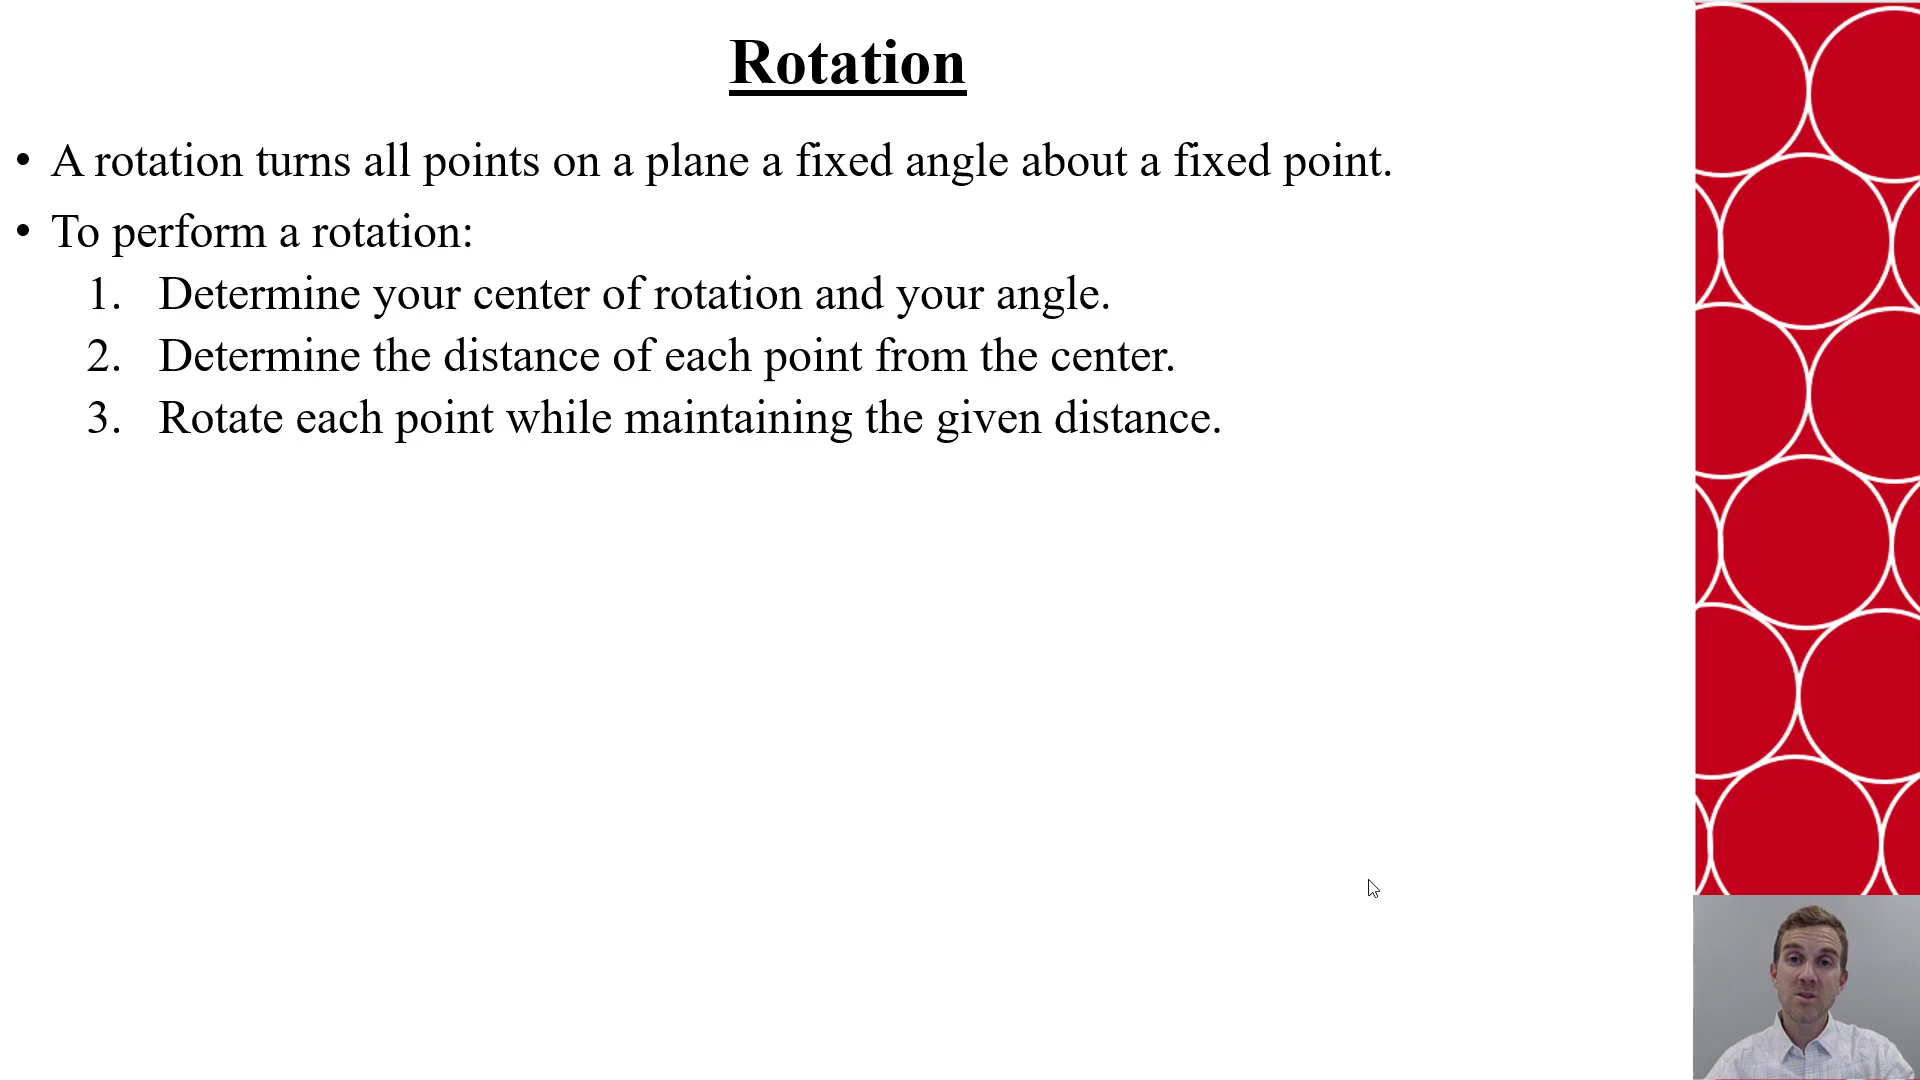 Rotation
• A rotation turns all points on a plane a fixed angle about a fixed point.
• To perform a rotation:
1. Determine your center of rotation and your angle.
2. Determine the distance of each point from the center.
3. Rotate each point while maintaining the given distance.